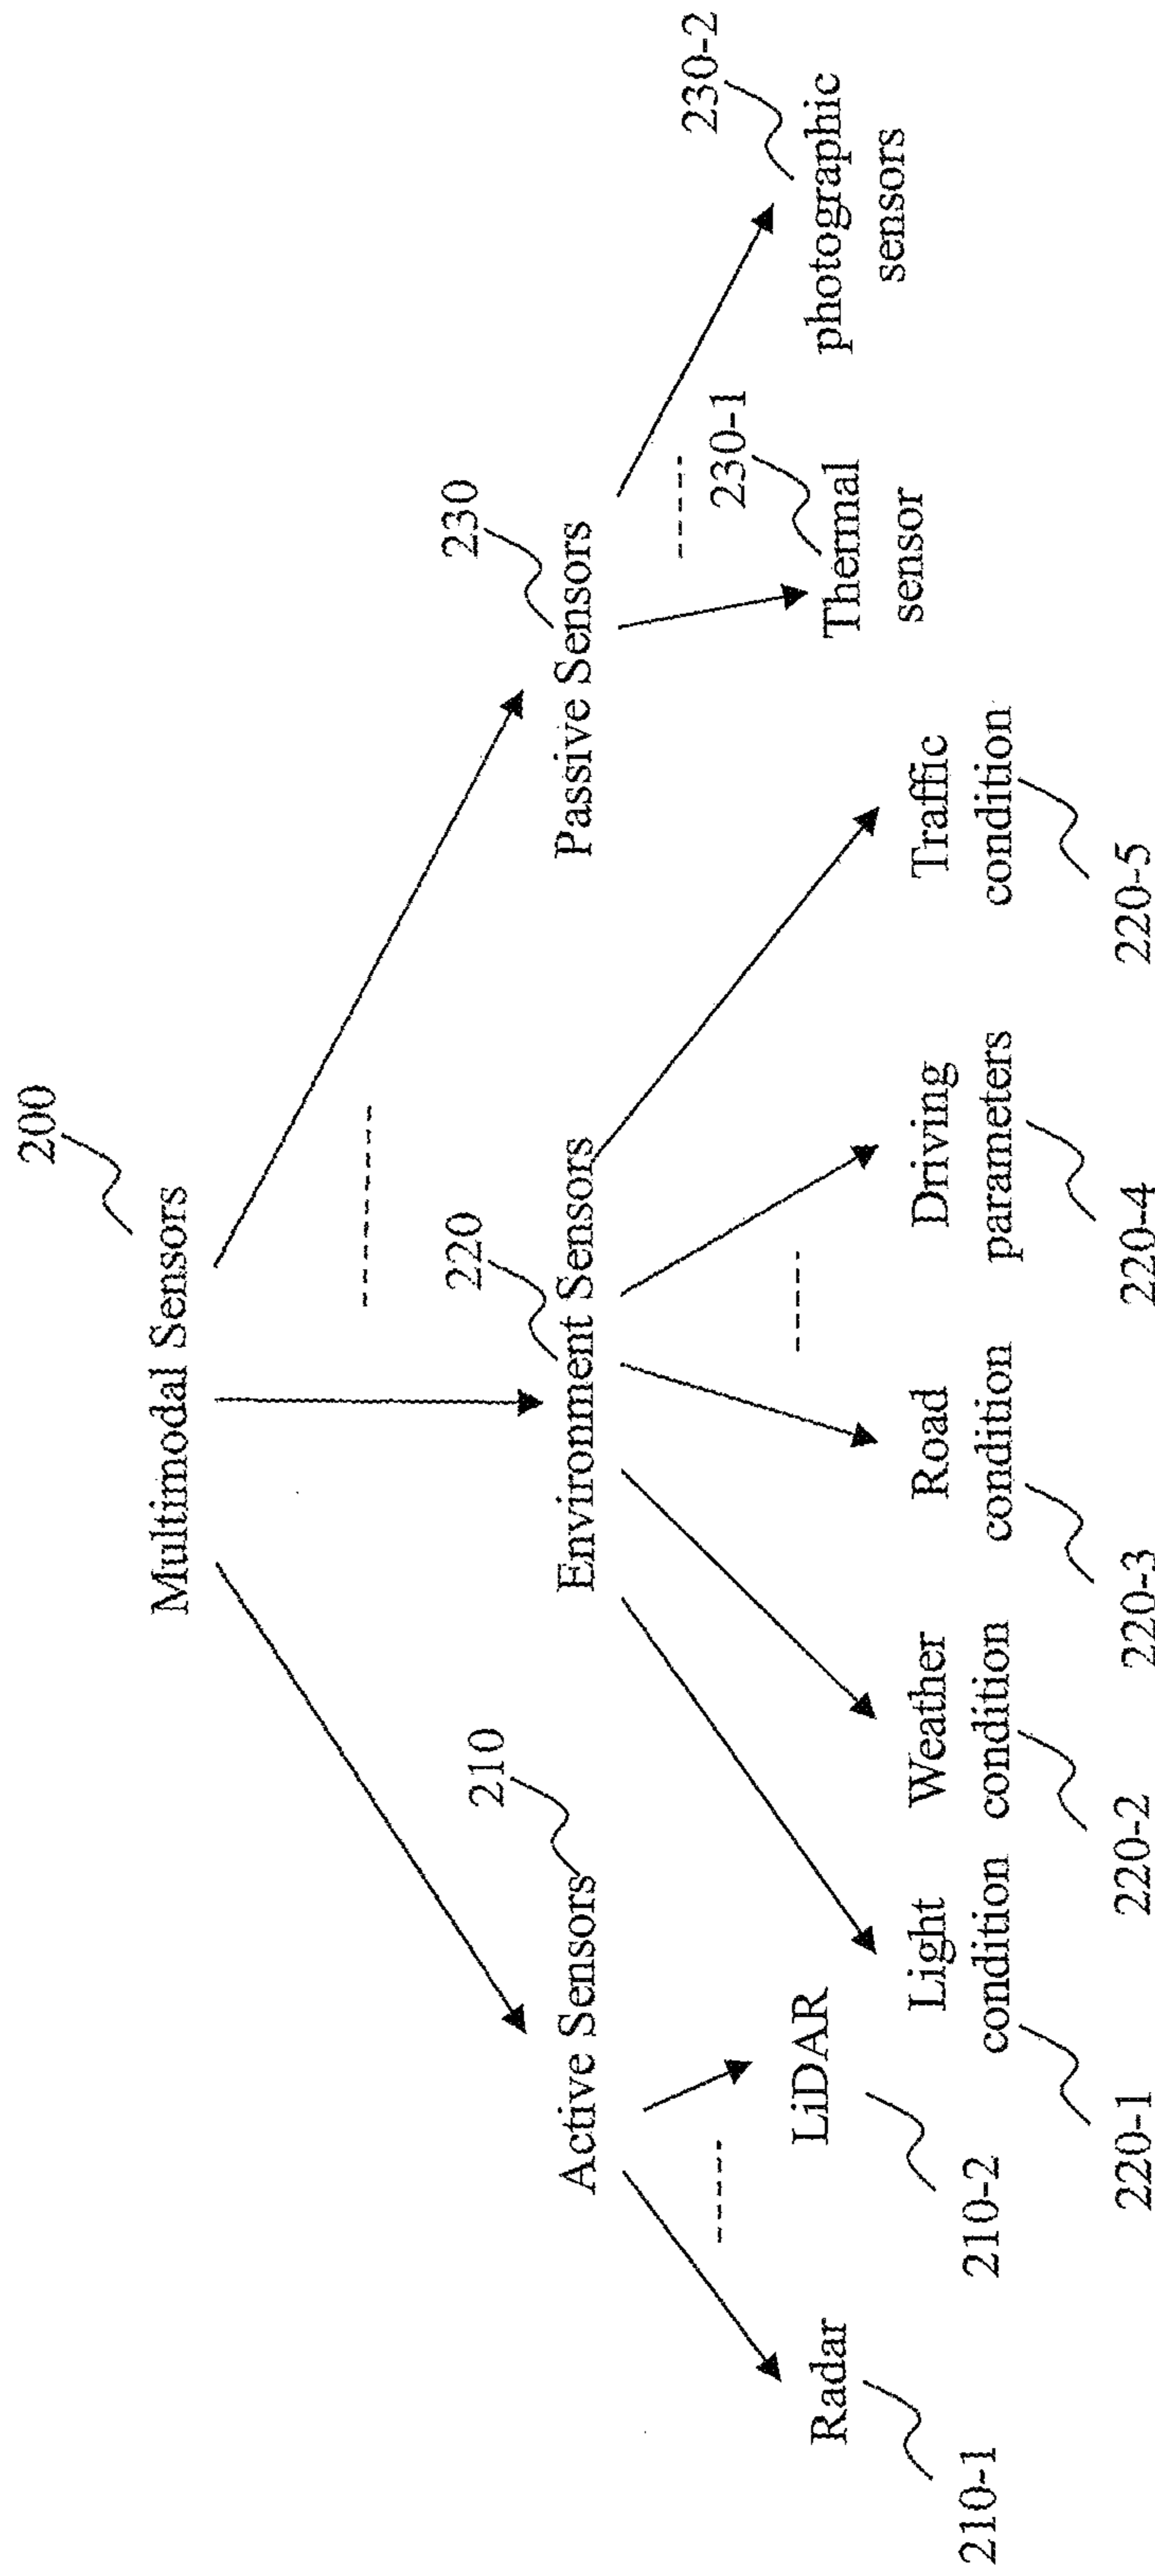 200
Multimodal Sensors
210
220
230
Active Sensors
Environment Sensors
Passive Sensors
230-1
230-2
Radar
LiDAR
Thermal
sensor
photographic
sensors
210-1
210-2
Light
condition
Weather
condition
Road
condition
Driving
parameters
Traffic
condition
220-1
220-2
220-3
220-4
220-5